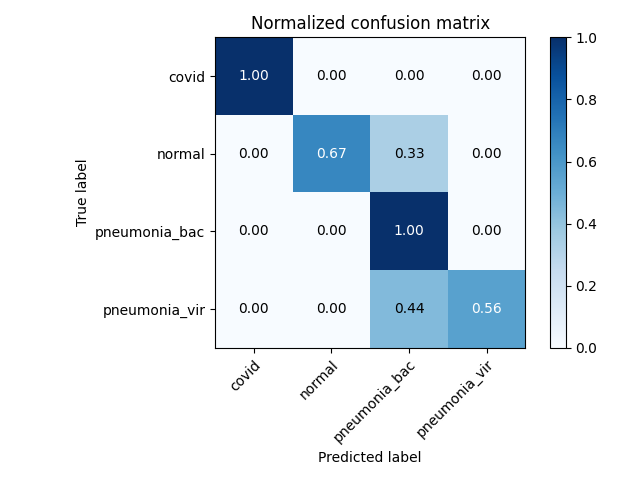 Normalized confusion matrix
True label
covid 1.00 0.00 0.00 0.00
normal 0.00 0.67 0.33 0.00
pneumonia_bac 0.00 0.00 1.00 0.00
pneumonia_vir 0.00 0.00 0.44 0.56
covid normal pneumonia_bac pneumonia_vir
Predicted label
1.0
0.8
0.6
0.4
0.2
0.0